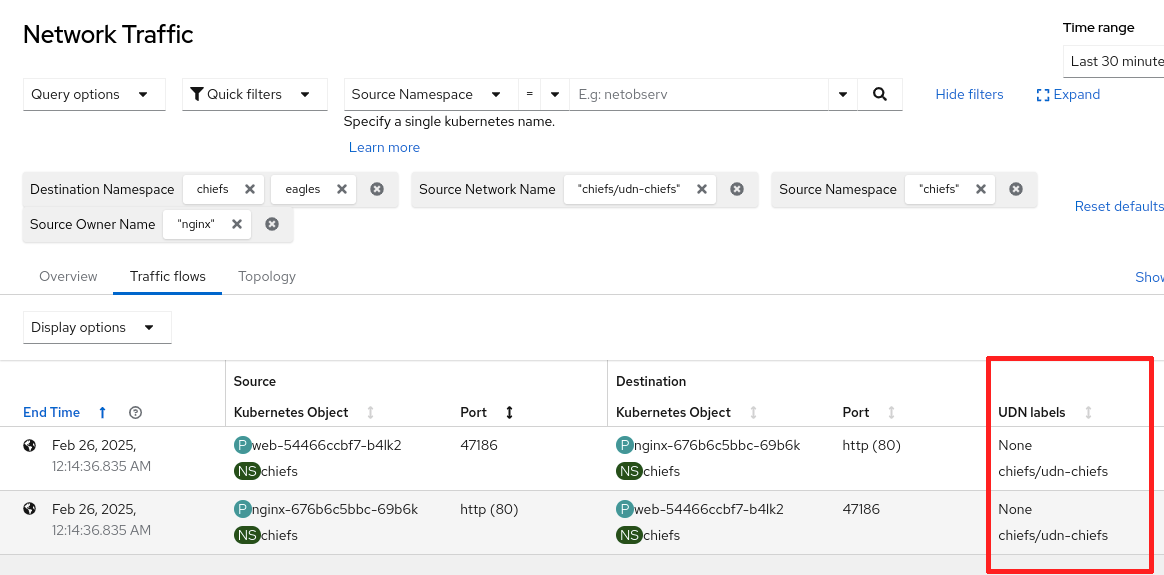 Network Traffic
Time range
Last 30 minute
Query options
Quick filters
Source Namespace
=
E.g: netobserv
Hide filters
Expand
Specify a single kubernetes name.
Learn more
Destination Namespace chiefs eagles
Source Network Name "chiefs/udn-chiefs"
Source Namespace "chiefs"
Source Owner Name "nginx"
Reset defaults
Overview Traffic flows Topology
Show
Display options
Source Destination
End Time ? Kubernetes Object Port Kubernetes Object Port UDN labels
Feb 26, 2025, P web-54466ccbf7-b4lk2 47186 P nginx-676b6c5bbc-69b6k http (80) None
12:14:36.835 AM NS chiefs NS chiefs chiefs/udn-chiefs
Feb 26, 2025, P nginx-676b6c5bbc-69b6k http (80) P web-54466ccbf7-b4lk2 47186 None
12:14:36.835 AM NS chiefs NS chiefs chiefs/udn-chiefs